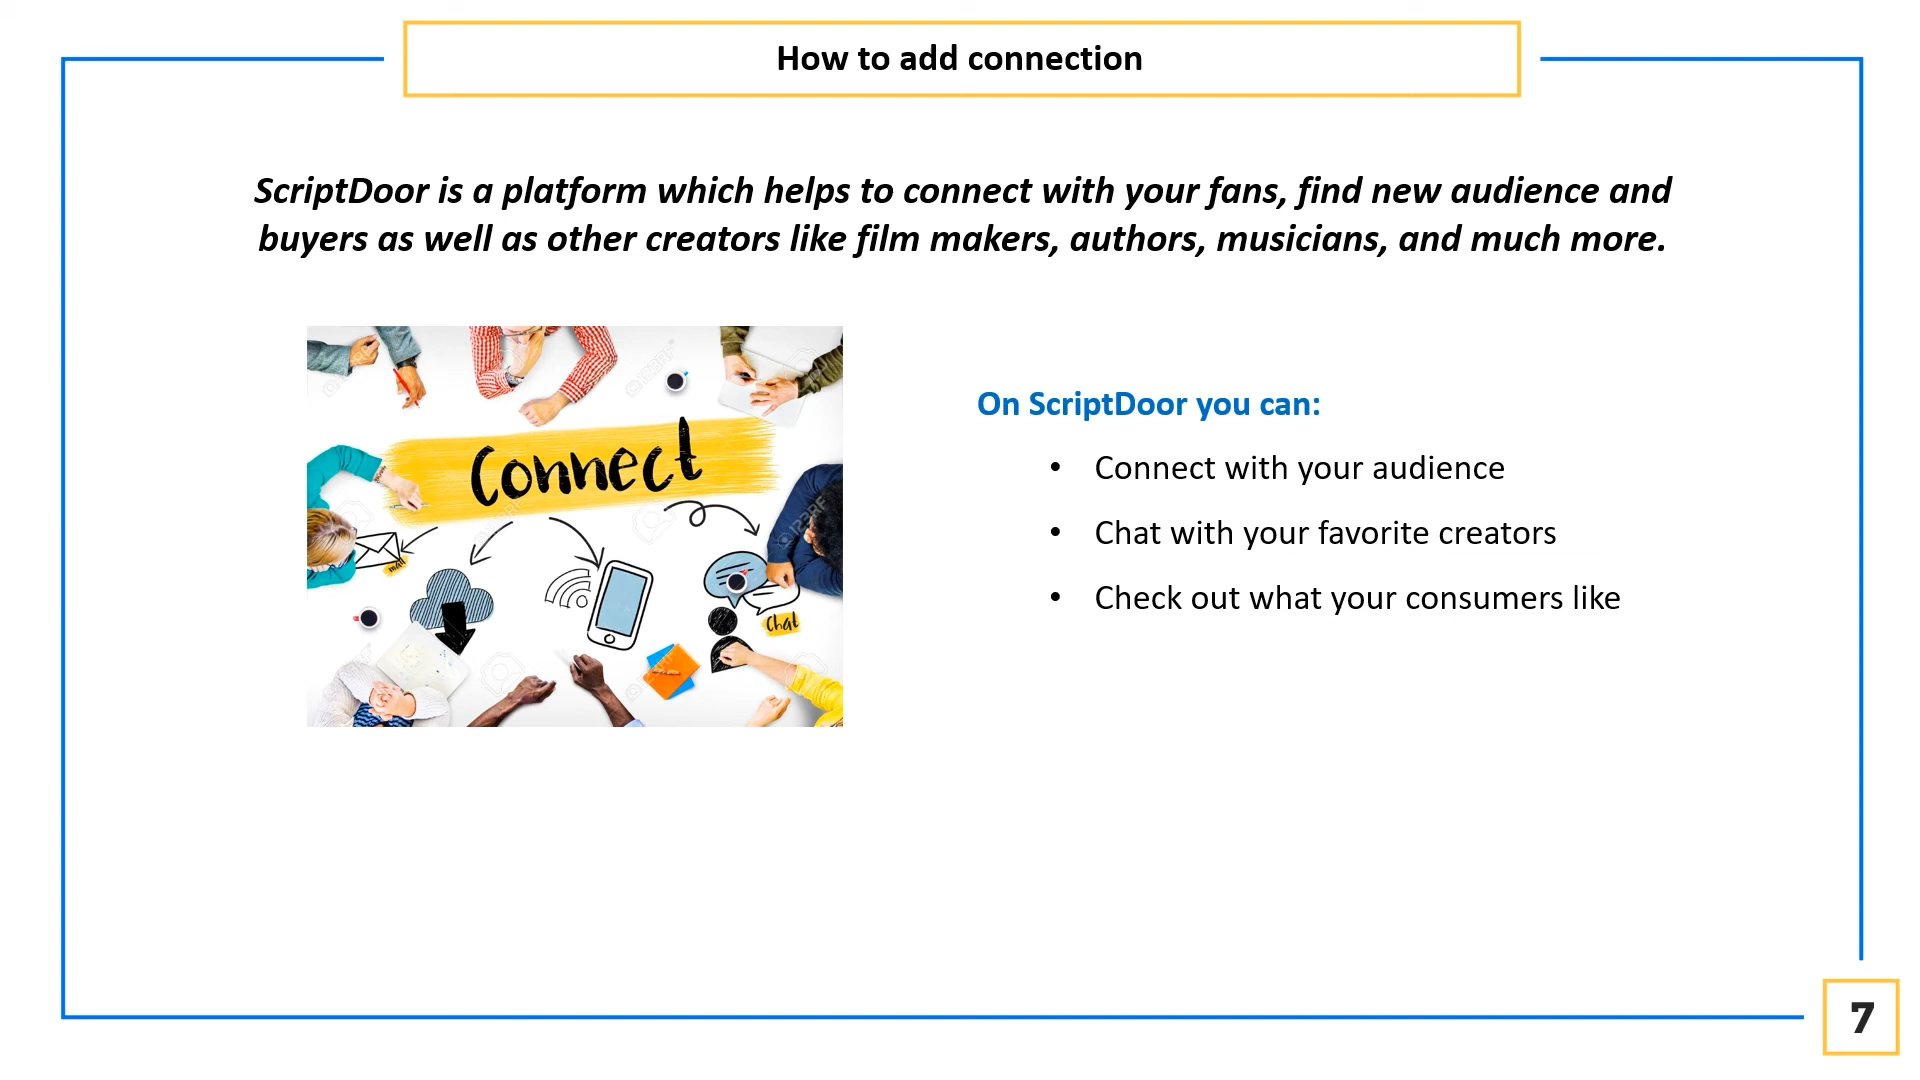 How to add connection
ScriptDoor is a platform which helps to connect with your fans, find new audience and
buyers as well as other creators like film makers, authors, musicians, and much more.
Connect
mail
Chat
On ScriptDoor you can:
• Connect with your audience
• Chat with your favorite creators
• Check out what your consumers like
7